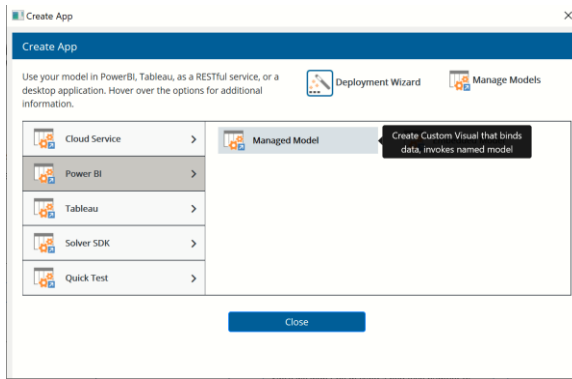 Create App
Create App
Use your model in PowerBI, Tableau, as a RESTful service, or a
desktop application. Hover over the options for additional
information.
Deployment Wizard
Manage Models
Cloud Service
Managed Model
Create Custom Visual that binds
data, invokes named model
Power BI
Tableau
Solver SDK
Quick Test
Close